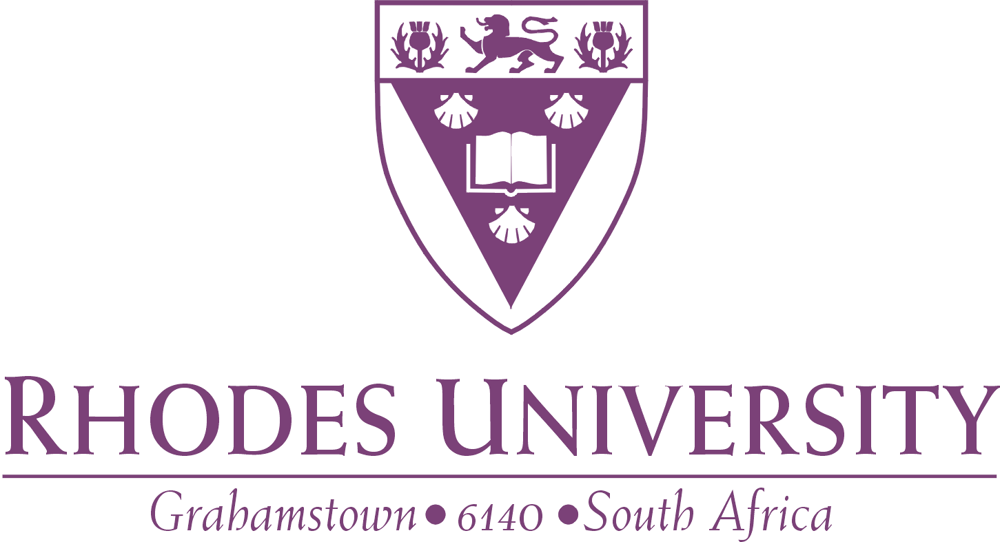 RHODES UNIVERSITY
Grahamstown • 6140 • South Africa